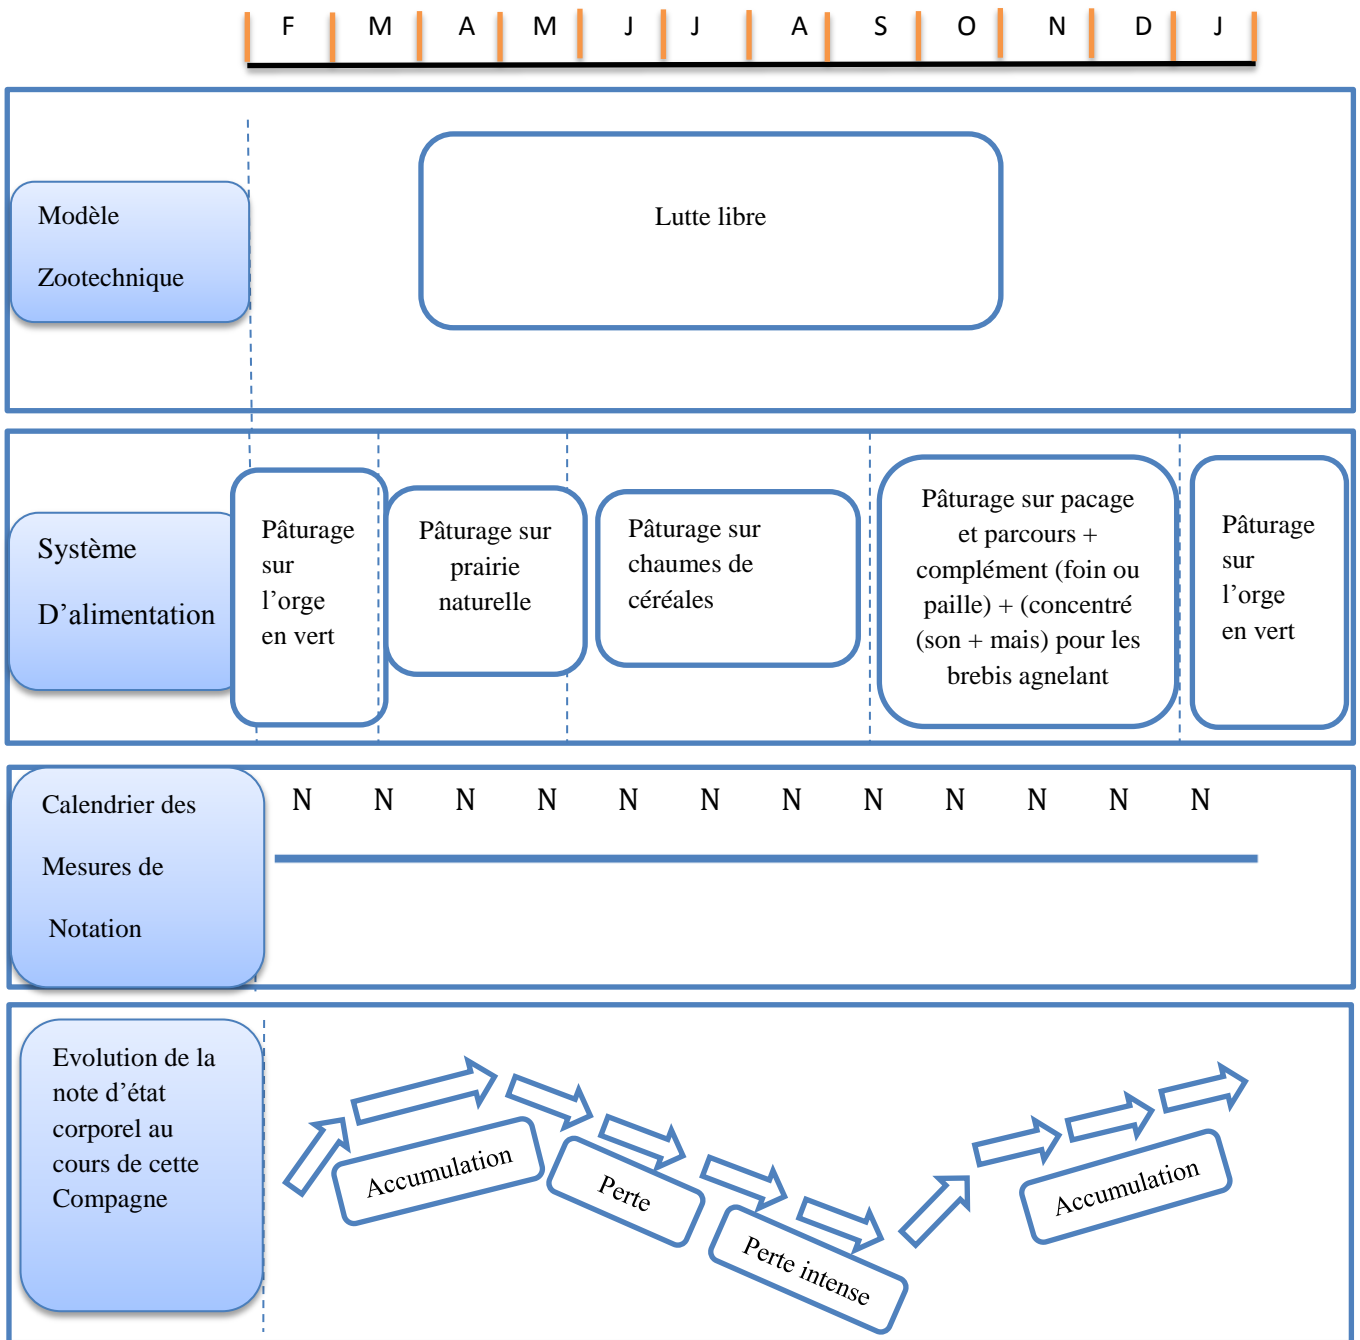 F M A M J J A S O N D J
Modèle
Zootechnique
Lutte libre
Système
D’alimentation
Pâturage
sur
l’orge
en vert
Pâturage sur
prairie
naturelle
Pâturage sur
chaumes de
céréales
Pâturage sur pacage
et parcours +
complément (foin ou
paille) + (concentré
(son + mais) pour les
brebis agnelant
Pâturage
sur
l’orge
en vert
Calendrier des
Mesures de
Notation
N N N N N N N N N N N N
Evolution de la
note d’état
corporel au
cours de cette
Compagne
Accumulation
Perte
Perte intense
Accumulation